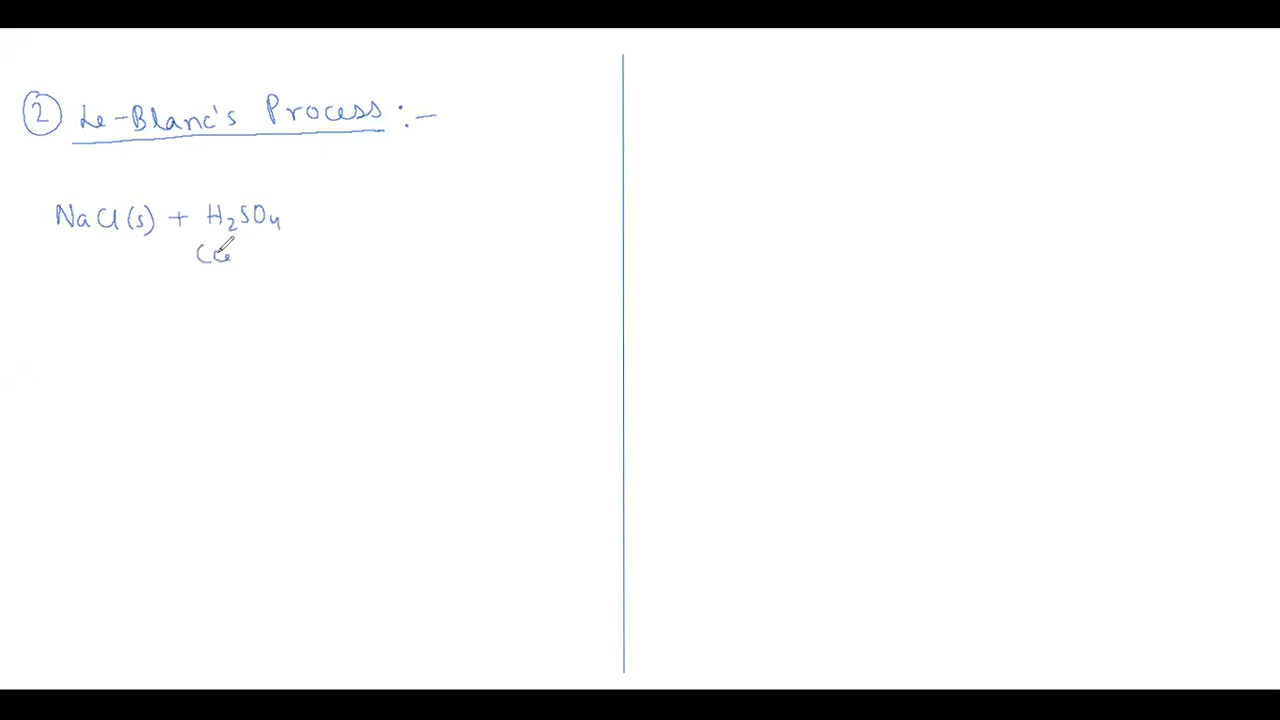 ② Le-Blanc's Process :-
NaCl(s) + H₂SO₄